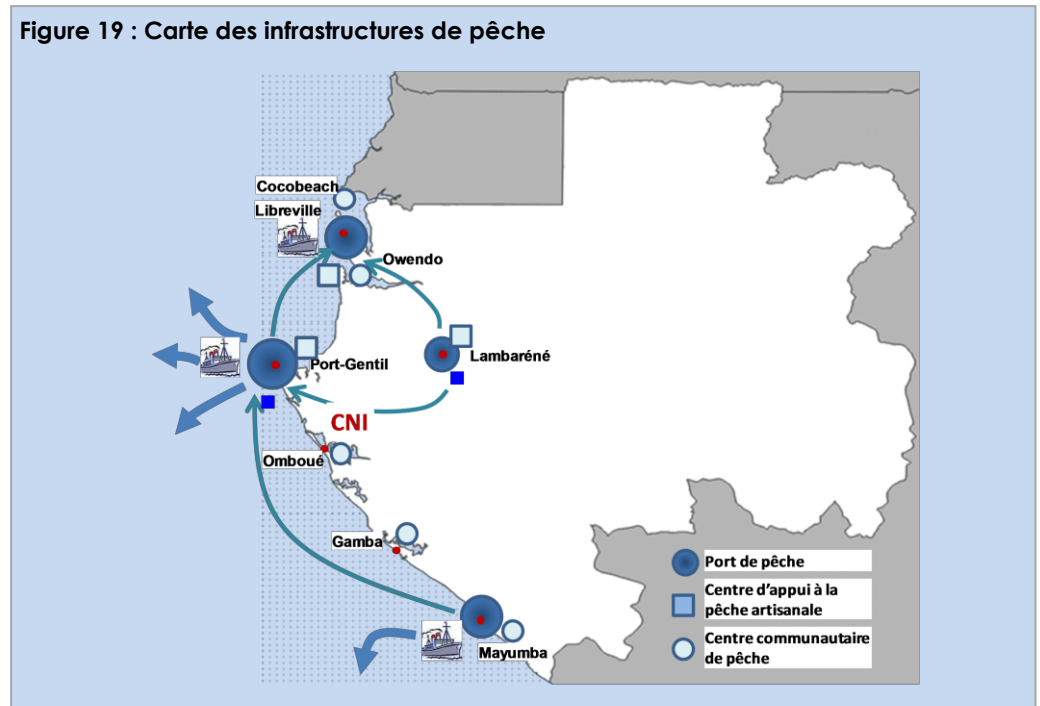 Figure 19 : Carte des infrastructures de pêche
Cocobeach
Libreville
Owendo
Port-Gentil
Lambaréné
CNI
Omboué
Gamba
Mayumba
Port de pêche
Centre d'appui à la
pêche artisanale
Centre communautaire
de pêche